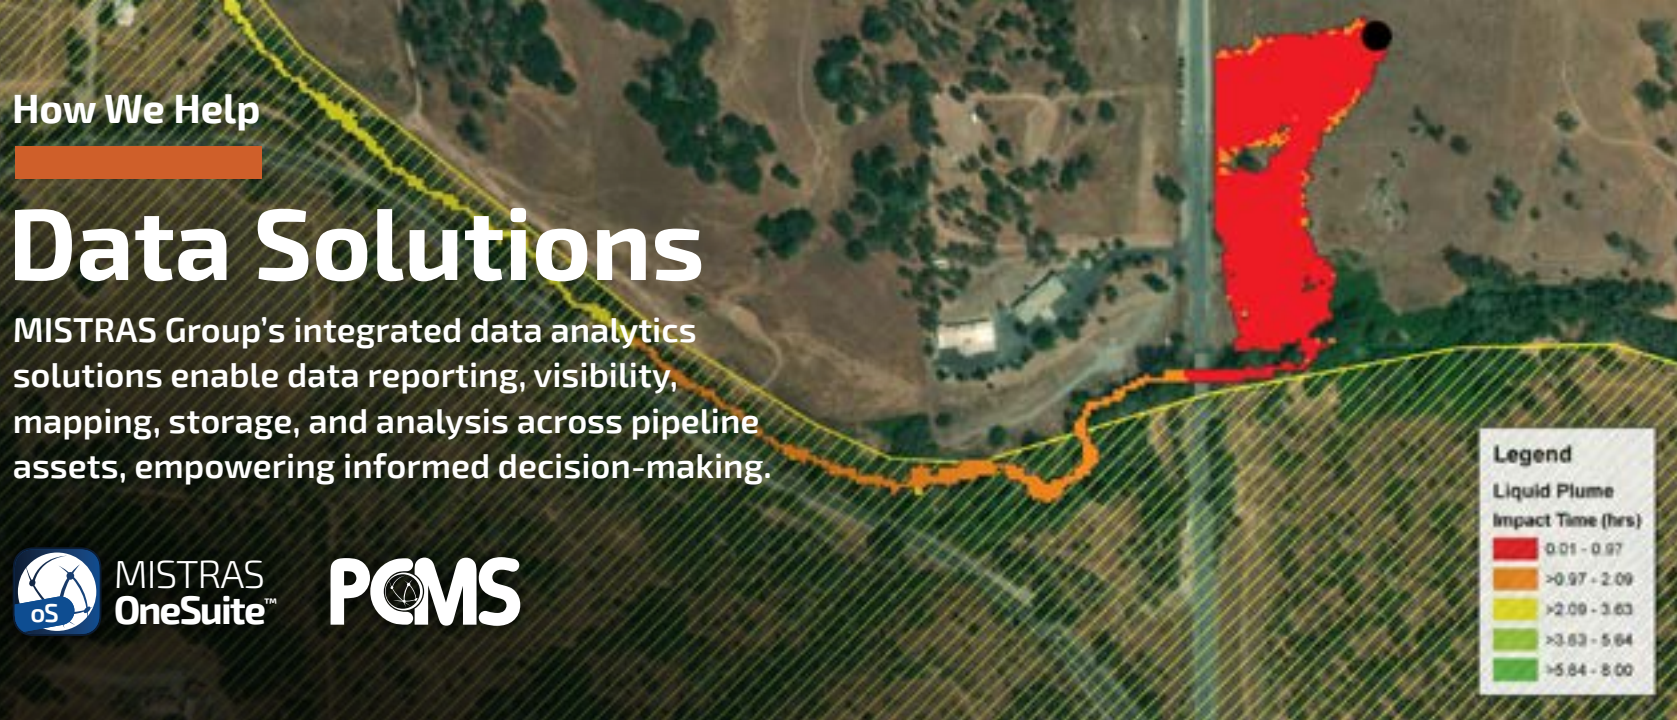 How We Help
Data Solutions
MISTRAS Group's integrated data analytics
solutions enable data reporting, visibility,
mapping, storage, and analysis across pipeline
assets, empowering informed decision-making.
oS
MISTRAS
OneSuite™
PCMS
Legend
Liquid Plume
Impact Time (hrs)
0.01 - 0.97
>0.97 - 2.09
>2.09 - 3.63
>3.63 - 5.64
>5.64 - 8.00